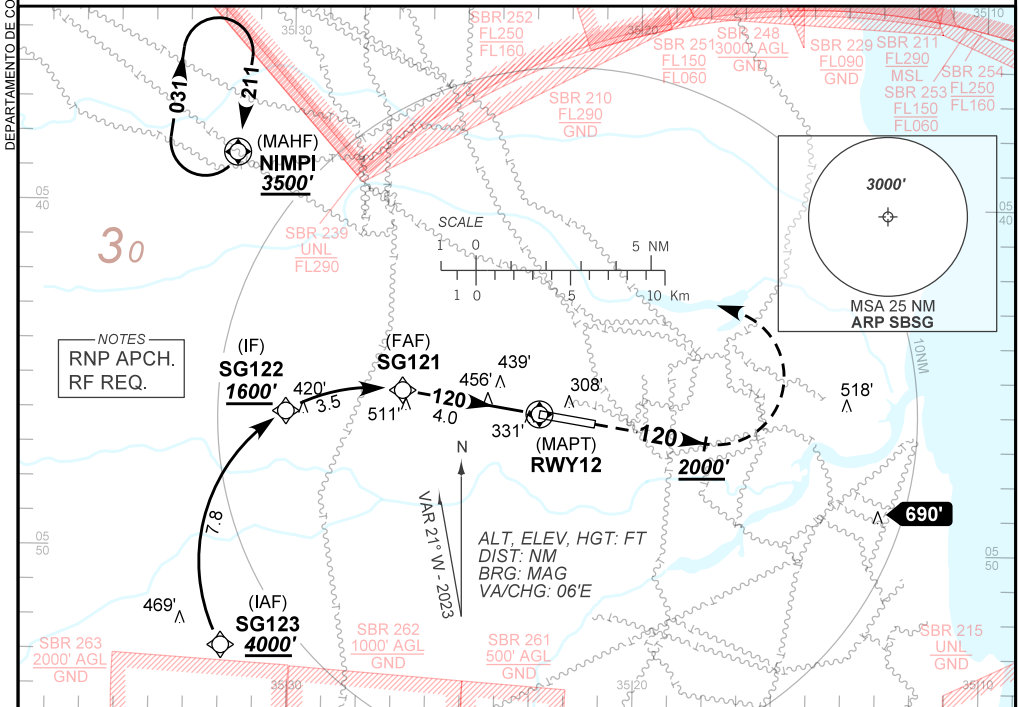 DEPARTAMENTO DE CO
SBR 252
FL250
FL160
35 30
SBR 251
FL150
FL060
SBR 248
3000' AGL
GND
SBR 229
FL090
GND
SBR 211
FL290
MSL
SBR 253
FL150
FL060
35 10
SBR 254
FL250
FL160
SBR 210
FL290
GND
031
211
(MAHF)
NIMPI
3500'
05
40
05
40
3000'
MSA 25 NM
ARP SBSG
SBR 239
UNL
FL290
30
SCALE
1 0 5 NM
1 0 5 10 Km
NOTES
RNP APCH.
RF REQ.
(IF)
SG122
1600'
420'
3.5
(FAF)
SG121
511'
120
4.0
456'
439'
308'
331'
(MAPT)
RWY12
120
2000'
10NM
518'
690'
7.8
N
VAR 21° W - 2023
ALT, ELEV, HGT: FT
DIST: NM
BRG: MAG
VA/CHG: 06'E
05
50
05
50
469'
(IAF)
SG123
4000'
SBR 263
2000' AGL
GND
SBR 262
1000' AGL
GND
SBR 261
500' AGL
GND
SBR 215
UNL
GND
35 30
35 20
35 10